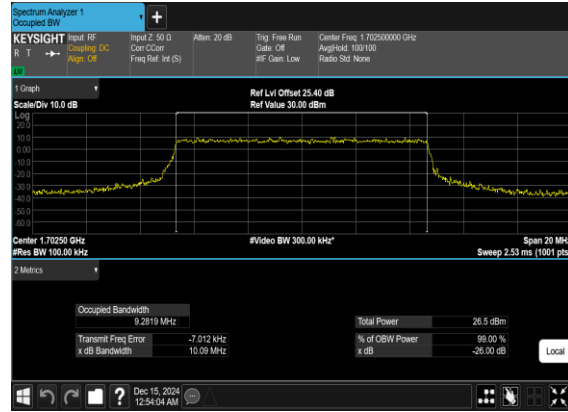 Spectrum Analyzer 1
Occupied BW
+
KEYSIGHT Input: RF Input Z: 50 Ω Atten: 20 dB Trig: Free Run Center Freq: 1.702500000 GHz
R T Coupling: DC Corr CCorr Gate: Off Avg|Hold: 100/100
Align: Off Freq Ref: Int (S) #IF Gain: Low Radio Std: None
1 Graph
Scale/Div 10.0 dB
Ref Lvl Offset 25.40 dB
Ref Value 30.00 dBm
Log
20.0
10.0
0.00
-10.0
-20.0
-30.0
-40.0
-50.0
-60.0
Center 1.70250 GHz #Video BW 300.00 kHz* Span 20 MHz
#Res BW 100.00 kHz Sweep 2.53 ms (1001 pts)
2 Metrics
Occupied Bandwidth
9.2819 MHz
Total Power 26.5 dBm
Transmit Freq Error -7.012 kHz % of OBW Power 99.00 %
x dB Bandwidth 10.09 MHz x dB -26.00 dB
Local
? Dec 15, 2024
12:54:04 AM